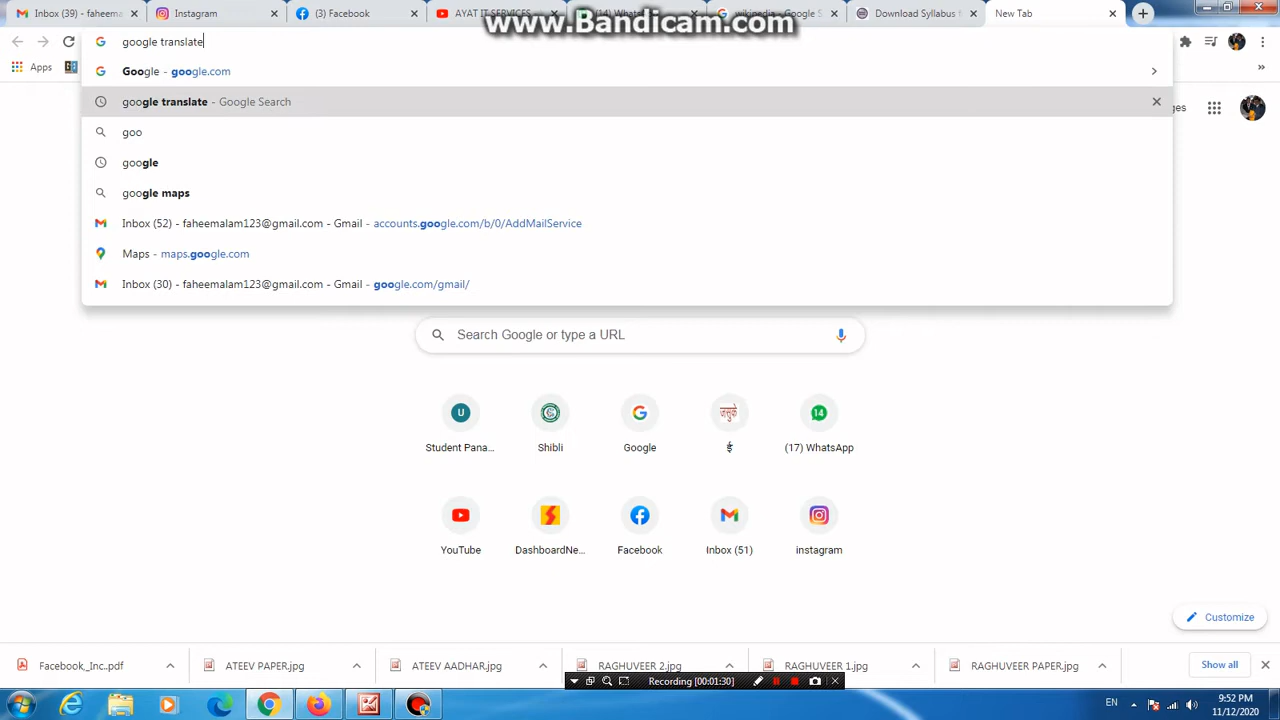 Inbox (39) - faheem
Instagram
(3) Facebook
AYAT IT SERVICES
Whats
wikipedia - Google S
Download Syllabus f
New Tab
www.Bandicam.com
google translate
Apps
Google - google.com
google translate - Google Search
goo
google
google maps
Inbox (52) - faheemalam123@gmail.com - Gmail - accounts.google.com/b/0/AddMailService
Maps - maps.google.com
Inbox (30) - faheemalam123@gmail.com - Gmail - google.com/gmail/
ges
Search Google or type a URL
U
जसुके
14
Student Pana...
Shibli
Google
ई
(17) WhatsApp
YouTube
DashboardNe...
Facebook
Inbox (51)
instagram
Customize
Facebook_Inc.pdf
ATEEV PAPER.jpg
ATEEV AADHAR.jpg
RAGHUVEER 2.jpg
RAGHUVEER 1.jpg
RAGHUVEER PAPER.jpg
Show all
Recording [00:01:30]
EN
9:52 PM
11/12/2020